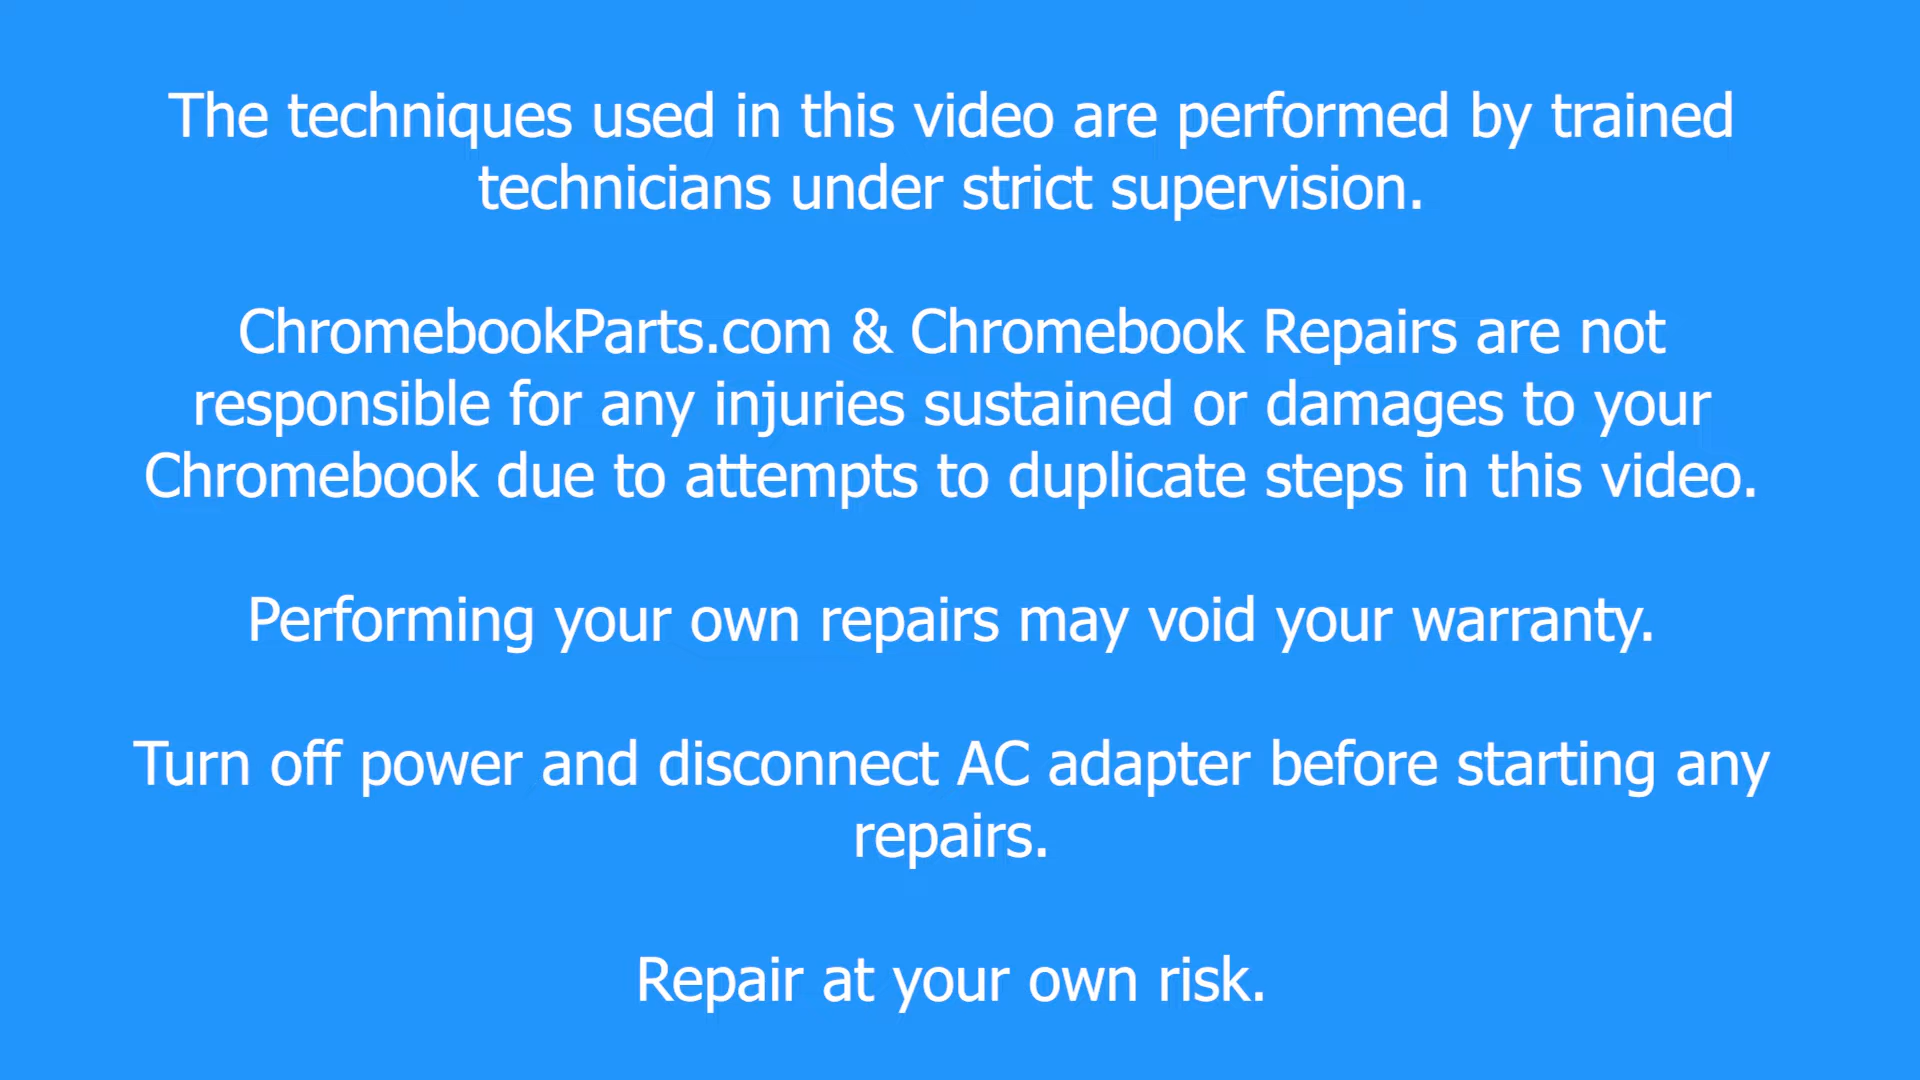 The techniques used in this video are performed by trained
technicians under strict supervision.
ChromebookParts.com & Chromebook Repairs are not
responsible for any injuries sustained or damages to your
Chromebook due to attempts to duplicate steps in this video.
Performing your own repairs may void your warranty.
Turn off power and disconnect AC adapter before starting any
repairs.
Repair at your own risk.